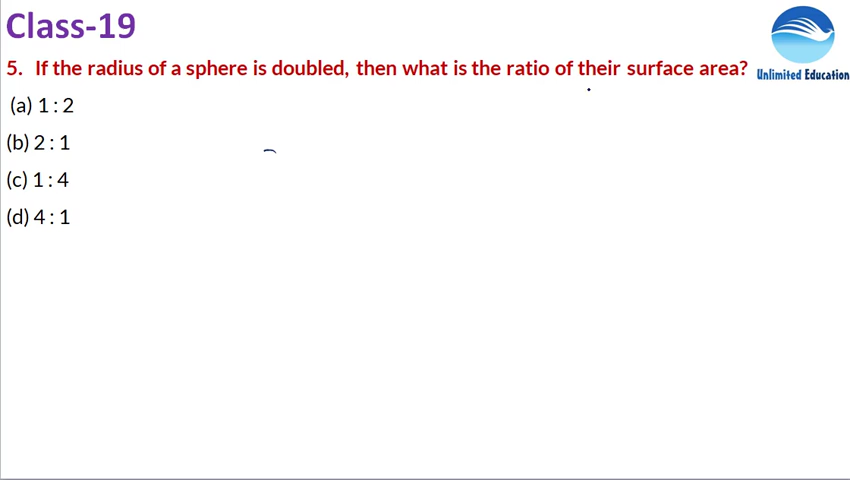 Class-19
Unlimited Education
5. If the radius of a sphere is doubled, then what is the ratio of their surface area?
(a) 1 : 2
(b) 2 : 1
(c) 1 : 4
(d) 4 : 1